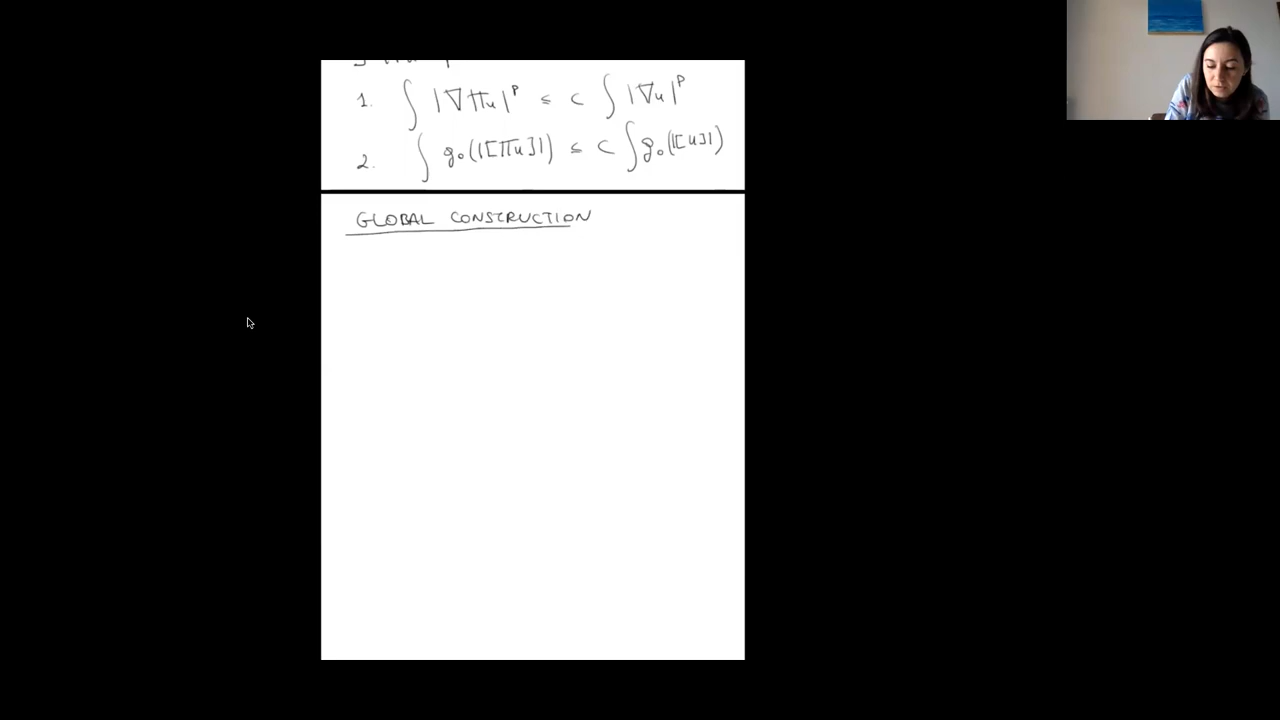 1. ∫ |∇Πu|ᵖ ≤ c ∫ |∇u|ᵖ
2. ∫ g₀(|[Πu]|) ≤ C ∫ g₀(|[u]|)
GLOBAL CONSTRUCTION